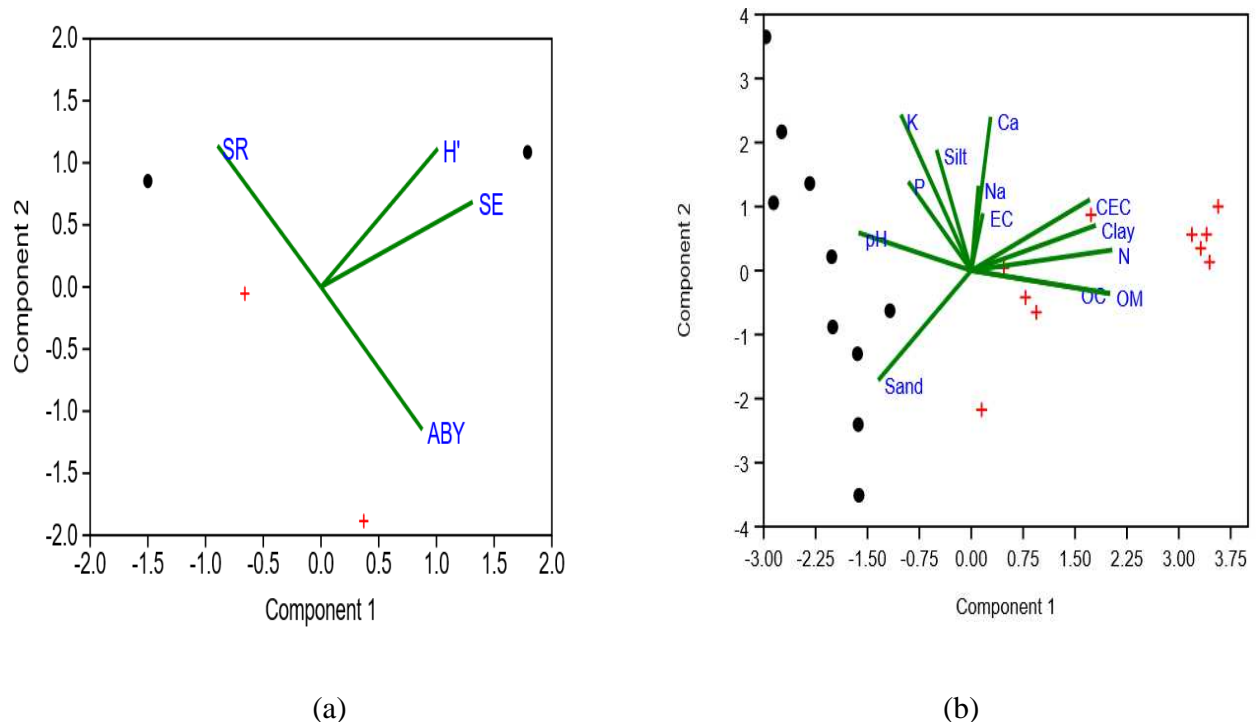 2.0
1.5
1.0
0.5
0.0
-0.5
-1.0
-1.5
-2.0
-2.0 -1.5 -1.0 -0.5 0.0 0.5 1.0 1.5 2.0
Component 1
Component 2
SR
H'
SE
ABY
(a)
4
3
2
1
0
-1
-2
-3
-4
-3.00 -2.25 -1.50 -0.75 0.00 0.75 1.50 2.25 3.00 3.75
Component 1
Component 2
K
Ca
Silt
P
Na
EC
CEC
Clay
pH
N
OC OM
Sand
(b)